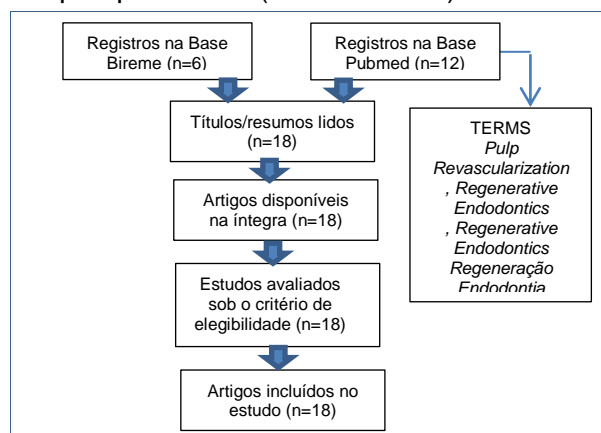 Registros na Base
Bireme (n=6)
Registros na Base
Pubmed (n=12)
Títulos/resumos lidos
(n=18)
TERMS
Pulp
Revascularization
, Regenerative
Endodontics
, Regenerative
Endodontics
Regeneração
Endodontia
Artigos disponíveis
na íntegra (n=18)
Estudos avaliados
sob o critério de
elegibilidade (n=18)
Artigos incluídos no
estudo (n=18)